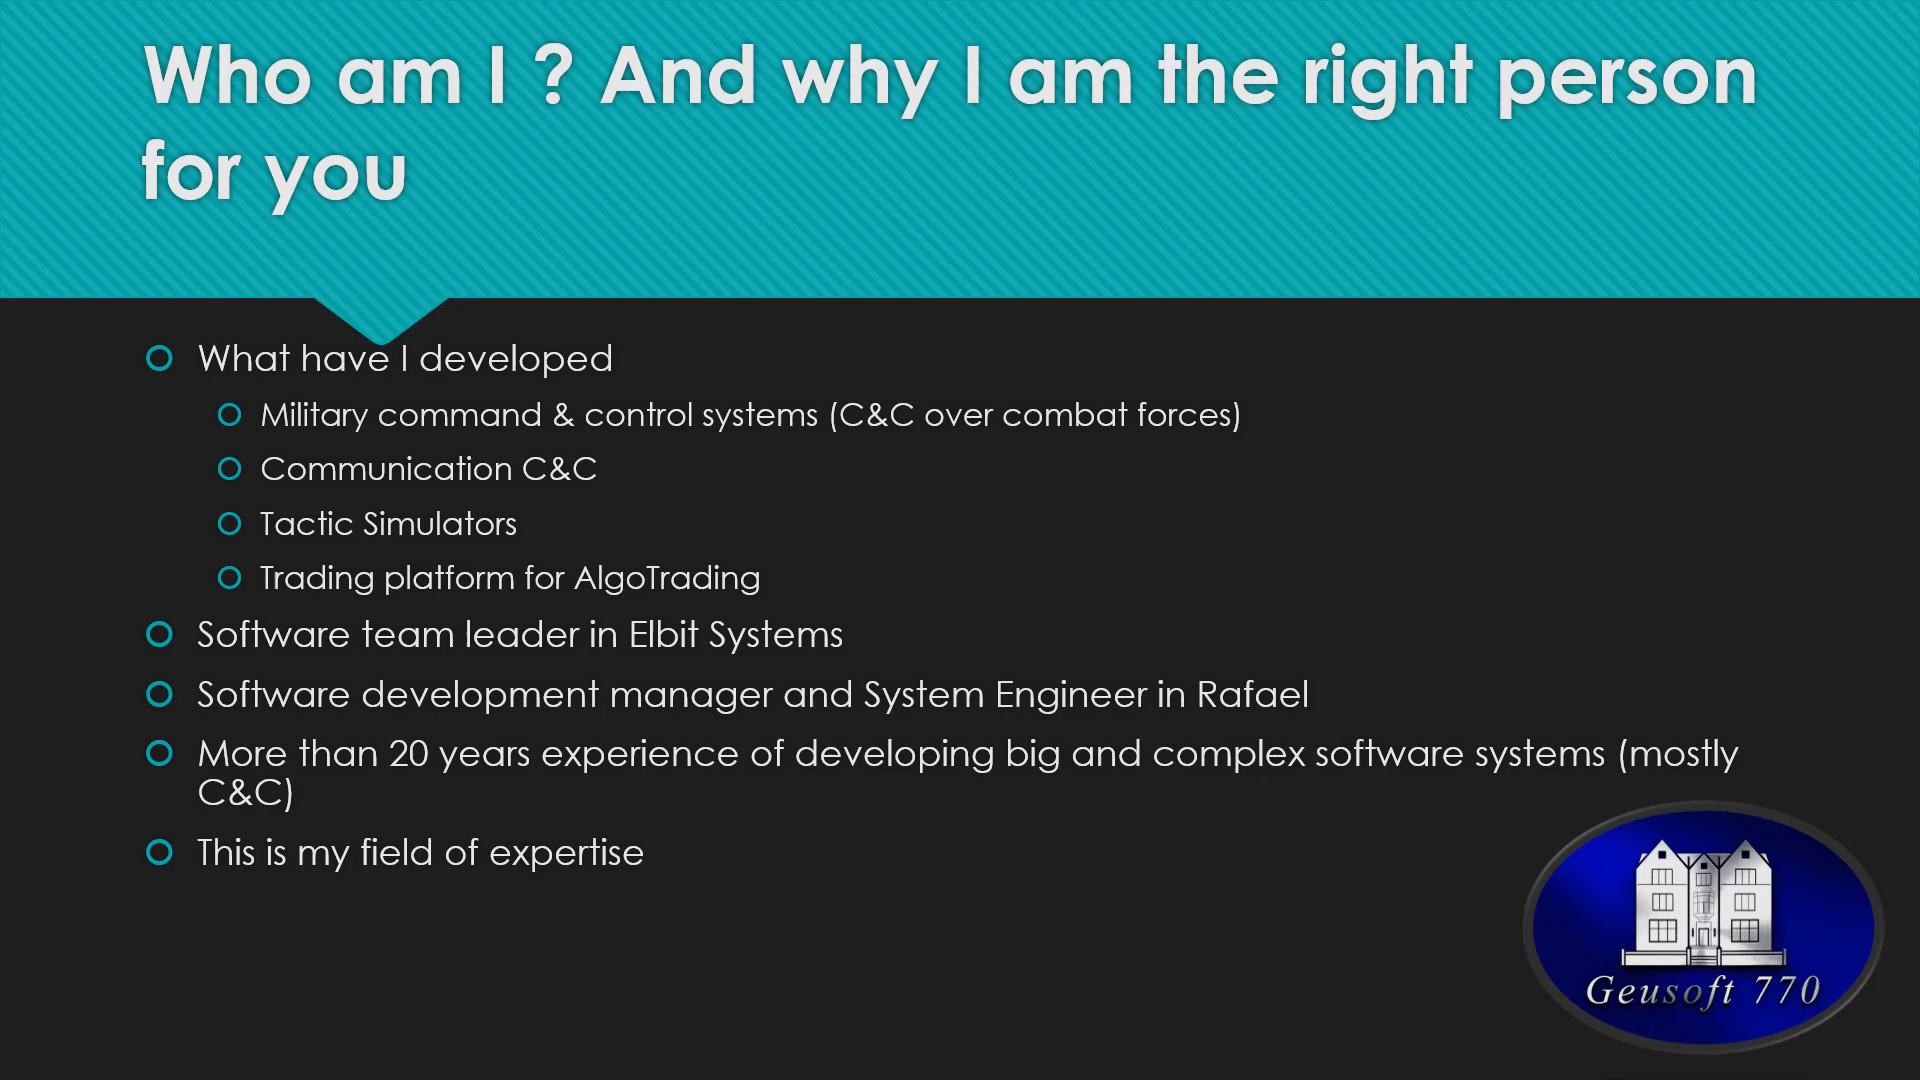 Who am I ? And why I am the right person
for you
What have I developed
Military command & control systems (C&C over combat forces)
Communication C&C
Tactic Simulators
Trading platform for AlgoTrading
Software team leader in Elbit Systems
Software development manager and System Engineer in Rafael
More than 20 years experience of developing big and complex software systems (mostly
C&C)
This is my field of expertise
Geusoft 770